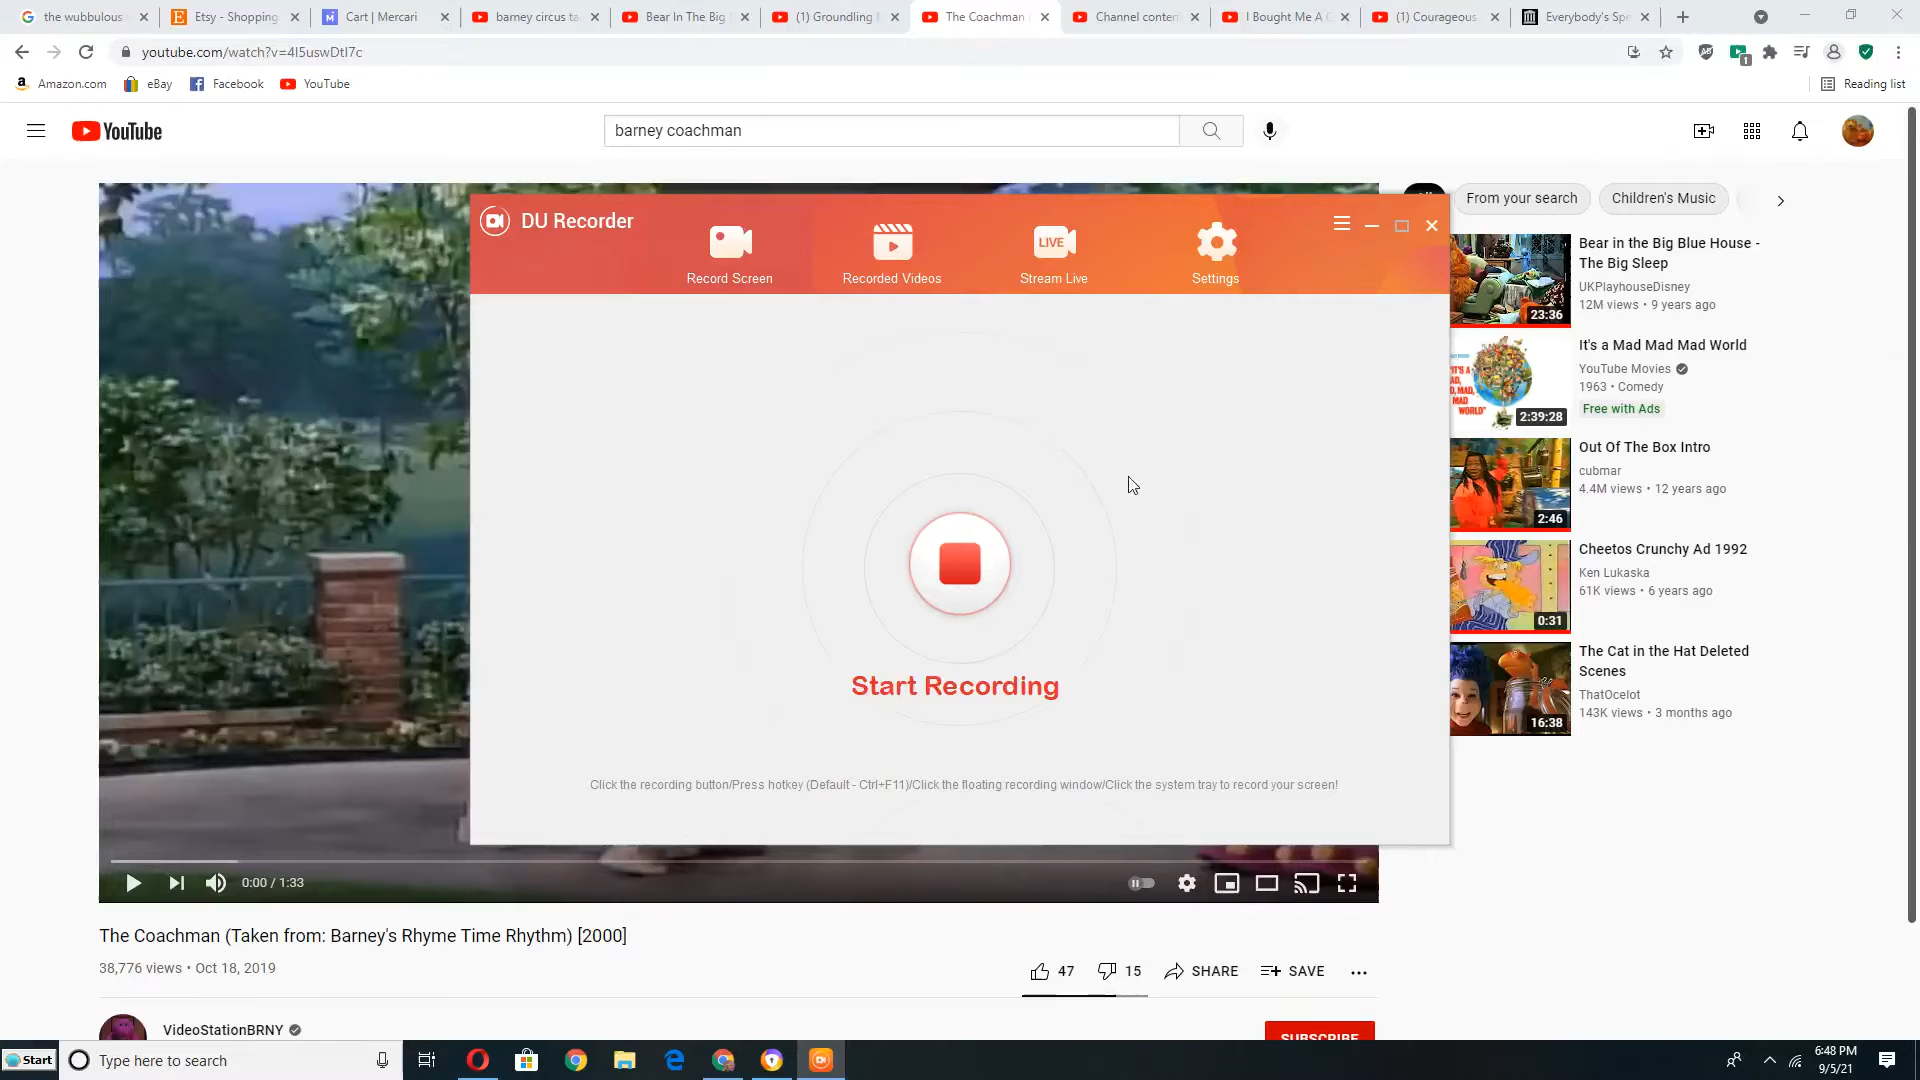 the wubbulous
Etsy - Shopping
Cart | Mercari
barney circus ta
Bear In The Big
(1) Groundling
The Coachman
Channel conten
I Bought Me A C
(1) Courageous
Everybody's Spe
youtube.com/watch?v=4I5uswDtI7c
1
Amazon.com
eBay
Facebook
YouTube
Reading list
YouTube
barney coachman
DU Recorder
Record Screen
Recorded Videos
LIVE
Stream Live
Settings
Start Recording
Click the recording button/Press hotkey (Default - Ctrl+F11)/Click the floating recording window/Click the system tray to record your screen!
From your search
Children's Music
Bear in the Big Blue House -
The Big Sleep
UKPlayhouseDisney
12M views • 9 years ago
23:36
It's a Mad Mad Mad World
YouTube Movies
1963 • Comedy
Free with Ads
2:39:28
Out Of The Box Intro
cubmar
4.4M views • 12 years ago
2:46
Cheetos Crunchy Ad 1992
Ken Lukaska
61K views • 6 years ago
0:31
The Cat in the Hat Deleted
Scenes
ThatOcelot
143K views • 3 months ago
16:38
0:00 / 1:33
The Coachman (Taken from: Barney's Rhyme Time Rhythm) [2000]
38,776 views • Oct 18, 2019
47
15
SHARE
SAVE
VideoStationBRNY
SUBSCRIBE
Start
Type here to search
6:48 PM
9/5/21